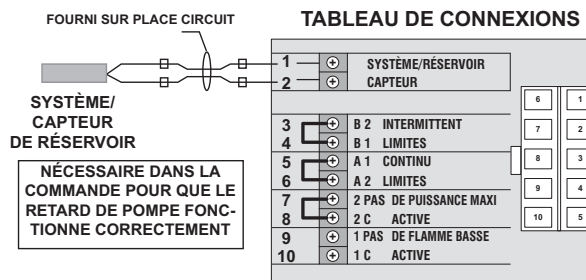 FOURNI SUR PLACE CIRCUIT
TABLEAU DE CONNEXIONS
SYSTÈME/
CAPTEUR
DE RÉSERVOIR
NÉCESSAIRE DANS LA
COMMANDE POUR QUE LE
RETARD DE POMPE FONC-
TIONNE CORRECTEMENT
1 SYSTÈME/RÉSERVOIR
2 CAPTEUR
3 B 2 INTERMITTENT
4 B 1 LIMITES
5 A 1 CONTINU
6 A 2 LIMITES
7 2 PAS DE PUISSANCE MAXI
8 2 C ACTIVE
9 1 PAS DE FLAMME BASSE
10 1 C ACTIVE
6 1
7 2
8 3
9 4
10 5